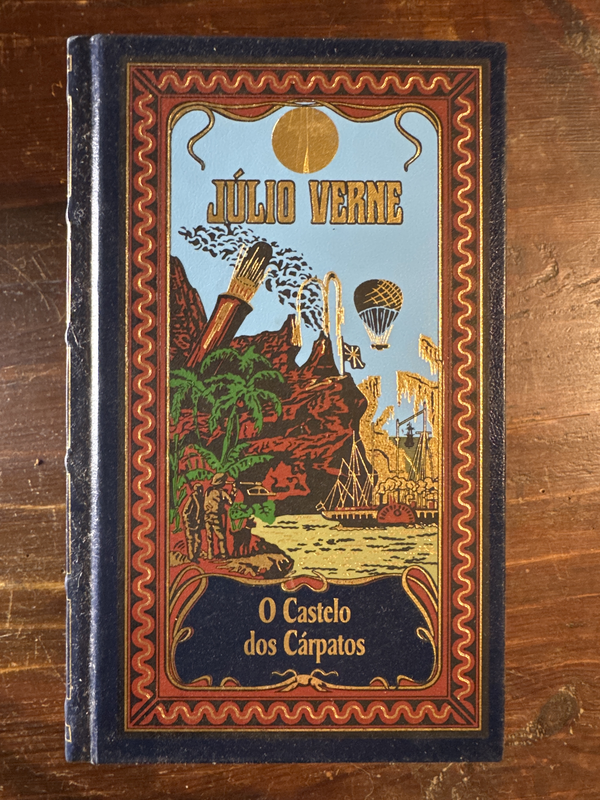 JÚLIO VERNE
O Castelo
dos Cárpatos